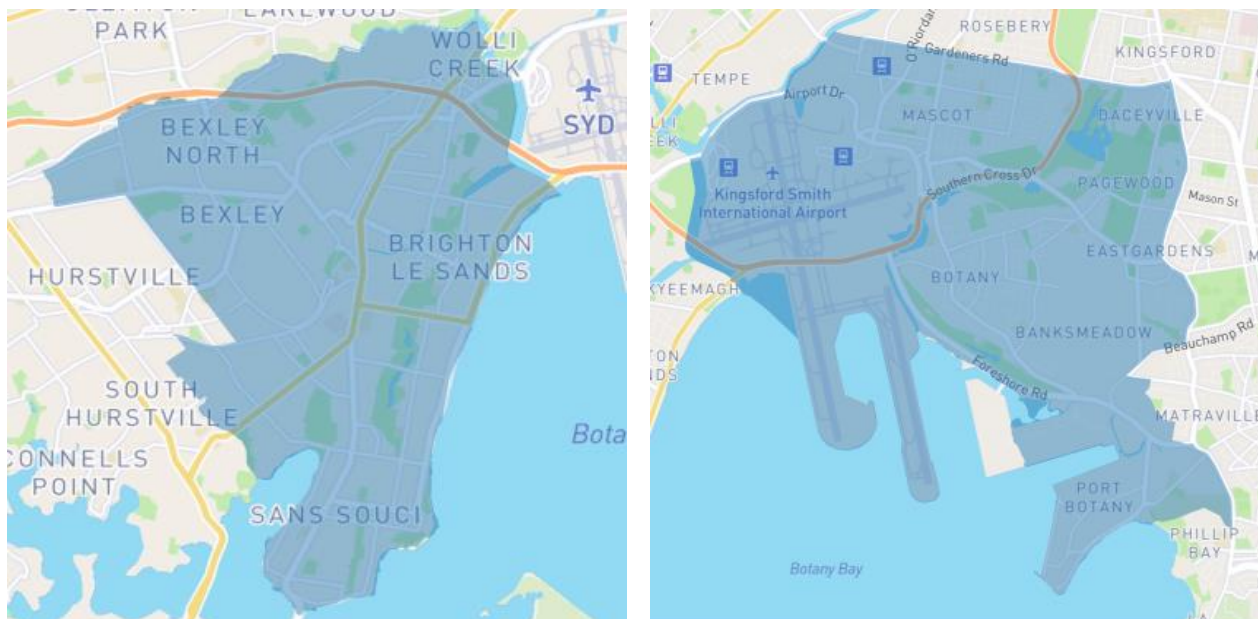 PARK
WOLLI
CREEK
SYD
BEXLEY
NORTH
BEXLEY
BRIGHTON
LE SANDS
HURSTVILLE
SOUTH
HURSTVILLE
CONNELLS
POINT
SANS SOUCI
ROSEBERY
O'Riordan
Gardeners Rd
KINGSFORD
TEMPE
Airport Dr
MASCOT
DACEYVILLE
Southern Cross Dr
PAGEWOOD
Mason St
Kingsford Smith
International Airport
EASTGARDENS
KYEEMAGH
BOTANY
BANKSMEADOW
Beauchamp Rd
Foreshore Rd
MATRAVILLE
PORT
BOTANY
PHILLIP
BAY
Botany Bay